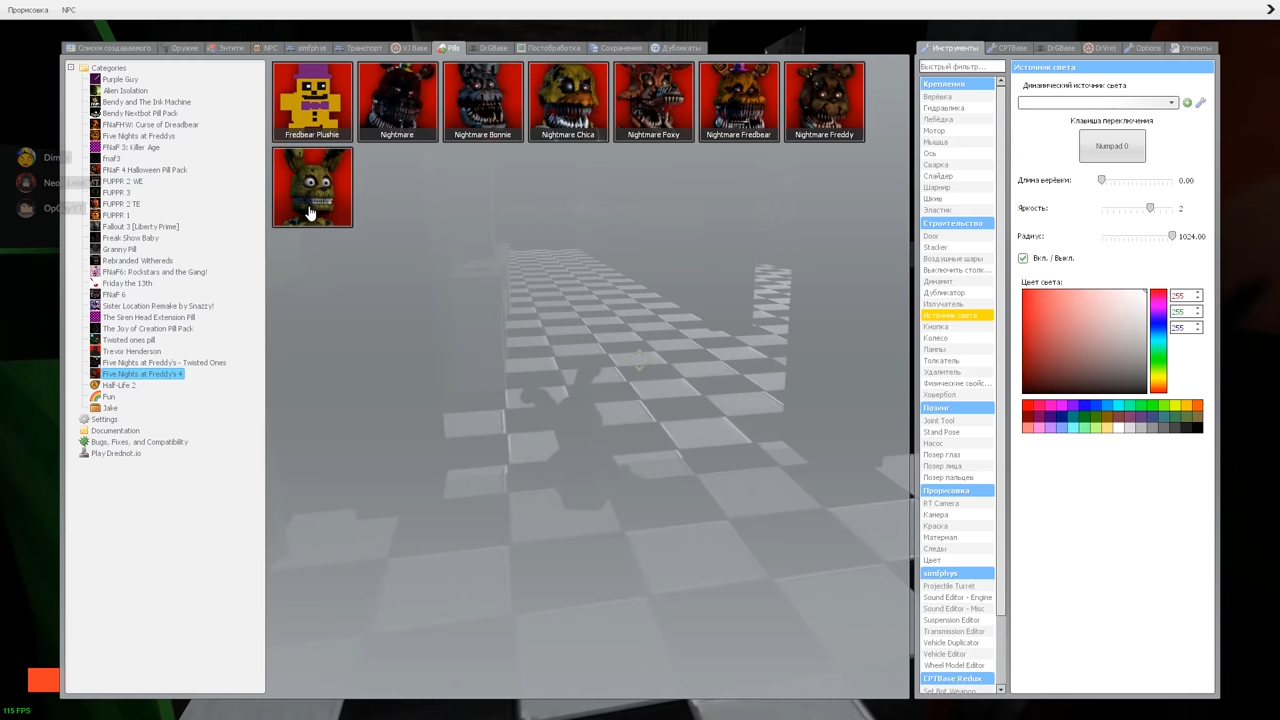 Прорисовка NPC
Списки создаваемого Оружие Энтити NPC simfphys Транспорт VJ Base Pills DrGBase Постобработка Сохранения Дубликаты
Categories
Purple Guy
Alien Isolation
Bendy and The Ink Machine
Bendy Nextbot Pill Pack
FNaFHW: Curse of Dreadbear
Five Nights at Freddys
FNaF 3: Killer Age
fnaf3
FNAF 4 Halloween Pill Pack
FUPPR 2 WE
FUPPR 3
FUPPR 2 TE
FUPPR 1
Fallout 3 [Liberty Prime]
Freak Show Baby
Granny Pill
Rebranded Withereds
FNaF6: Rockstars and the Gang!
Friday the 13th
FNAF 6
Sister Location Remake by Snazzy!
The Siren Head Extension Pill
The Joy of Creation Pill Pack
Twisted ones pill
Trevor Henderson
Five Nights at Freddy's - Twisted Ones
Five Nights at Freddy's 4
Half-Life 2
Fun
Jake
Settings
Documentation
Bugs, Fixes, and Compatibility
Play Drednot.io
Fredbear Plushie
Nightmare
Nightmare Bonnie
Nightmare Chica
Nightmare Foxy
Nightmare Fredbear
Nightmare Freddy
115 FPS
Инструменты CPTBase DrGBase DrVrej Options Утилиты
Быстрый фильтр...
Крепления
Верёвка
Гидравлика
Лебёдка
Мотор
Мышца
Ось
Сварка
Слайдер
Шарнир
Шкив
Эластик
Строительство
Door
Stacker
Воздушные шары
Выключить столк...
Динамит
Дубликатор
Излучатель
Источник света
Кнопка
Колесо
Лампы
Толкатель
Удалитель
Физические свойс...
Ховербол
Позинг
Joint Tool
Stand Pose
Насос
Позер глаз
Позер лица
Позер пальцев
Прорисовка
RT Camera
Камера
Краска
Материал
Следы
Цвет
simfphys
Projectile Turret
Sound Editor - Engine
Sound Editor - Misc
Suspension Editor
Transmission Editor
Vehicle Duplicator
Vehicle Editor
Wheel Model Editor
CPTBase Redux
Set Bot Weapon
Источник света
Динамический источник света
Клавиша переключения
Numpad 0
Длина верёвки: 0.00
Яркость: 2
Радиус: 1024.00
Вкл. / Выкл.
Цвет света:
255
255
255